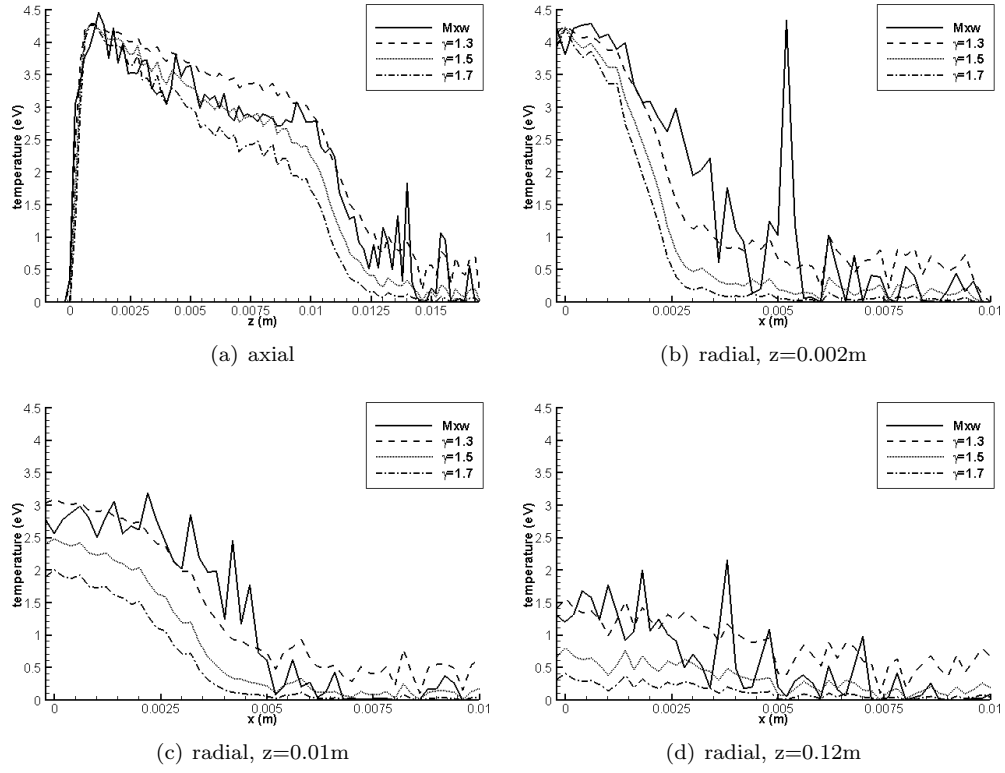 4.5
4
3.5
3
2.5
2
1.5
1
0.5
0
temperature (eV)
0
0.0025
0.005
0.0075
0.01
0.0125
0.015
z (m)
Mxw
γ=1.3
γ=1.5
γ=1.7
(a) axial
4.5
4
3.5
3
2.5
2
1.5
1
0.5
0
temperature (eV)
0
0.0025
0.005
0.0075
0.01
x (m)
Mxw
γ=1.3
γ=1.5
γ=1.7
(b) radial, z=0.002m
4.5
4
3.5
3
2.5
2
1.5
1
0.5
0
temperature (eV)
0
0.0025
0.005
0.0075
0.01
x (m)
Mxw
γ=1.3
γ=1.5
γ=1.7
(c) radial, z=0.01m
4.5
4
3.5
3
2.5
2
1.5
1
0.5
0
temperature (eV)
0
0.0025
0.005
0.0075
0.01
x (m)
Mxw
γ=1.3
γ=1.5
γ=1.7
(d) radial, z=0.12m